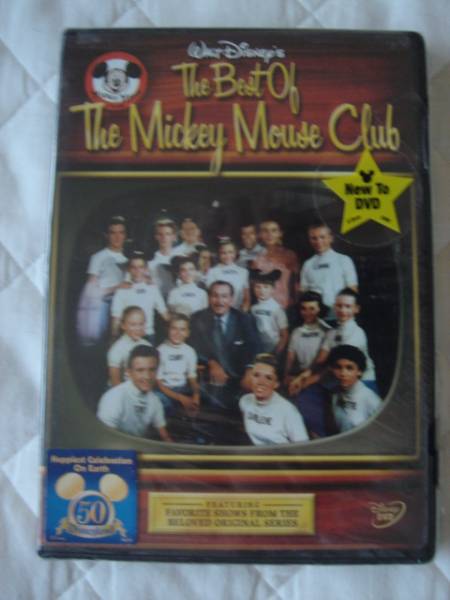 Walt Disney's
The Best Of
The Mickey Mouse Club
New To
DVD
Happiest Celebration
On Earth
50
FEATURING
FAVORITE SHOWS FROM THE
BELOVED ORIGINAL SERIES
Disney
DVD